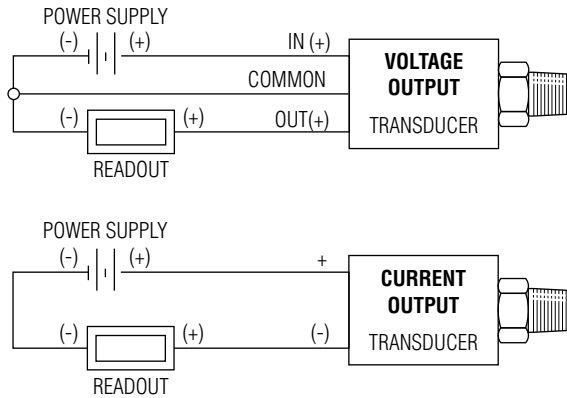 POWER SUPPLY
(-) (+) IN (+)
VOLTAGE
OUTPUT
TRANSDUCER
COMMON
(-) (+) OUT(+)
READOUT
POWER SUPPLY
(-) (+) +
CURRENT
OUTPUT
TRANSDUCER
(-) (+) (-)
READOUT